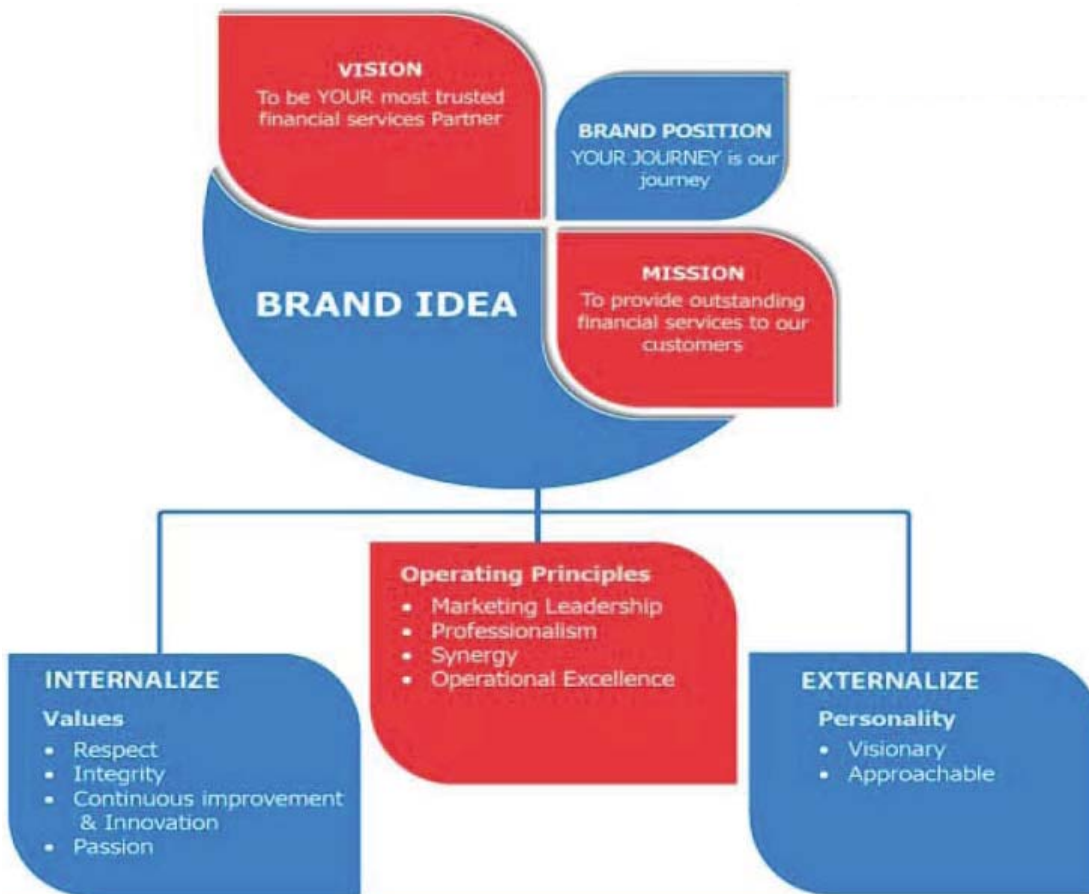 VISION
To be YOUR most trusted
financial services Partner
BRAND POSITION
YOUR JOURNEY is our
journey
BRAND IDEA
MISSION
To provide outstanding
financial services to our
customers
Operating Principles
• Marketing Leadership
• Professionalism
• Synergy
• Operational Excellence
INTERNALIZE
Values
• Respect
• Integrity
• Continuous improvement
& Innovation
• Passion
EXTERNALIZE
Personality
• Visionary
• Approachable